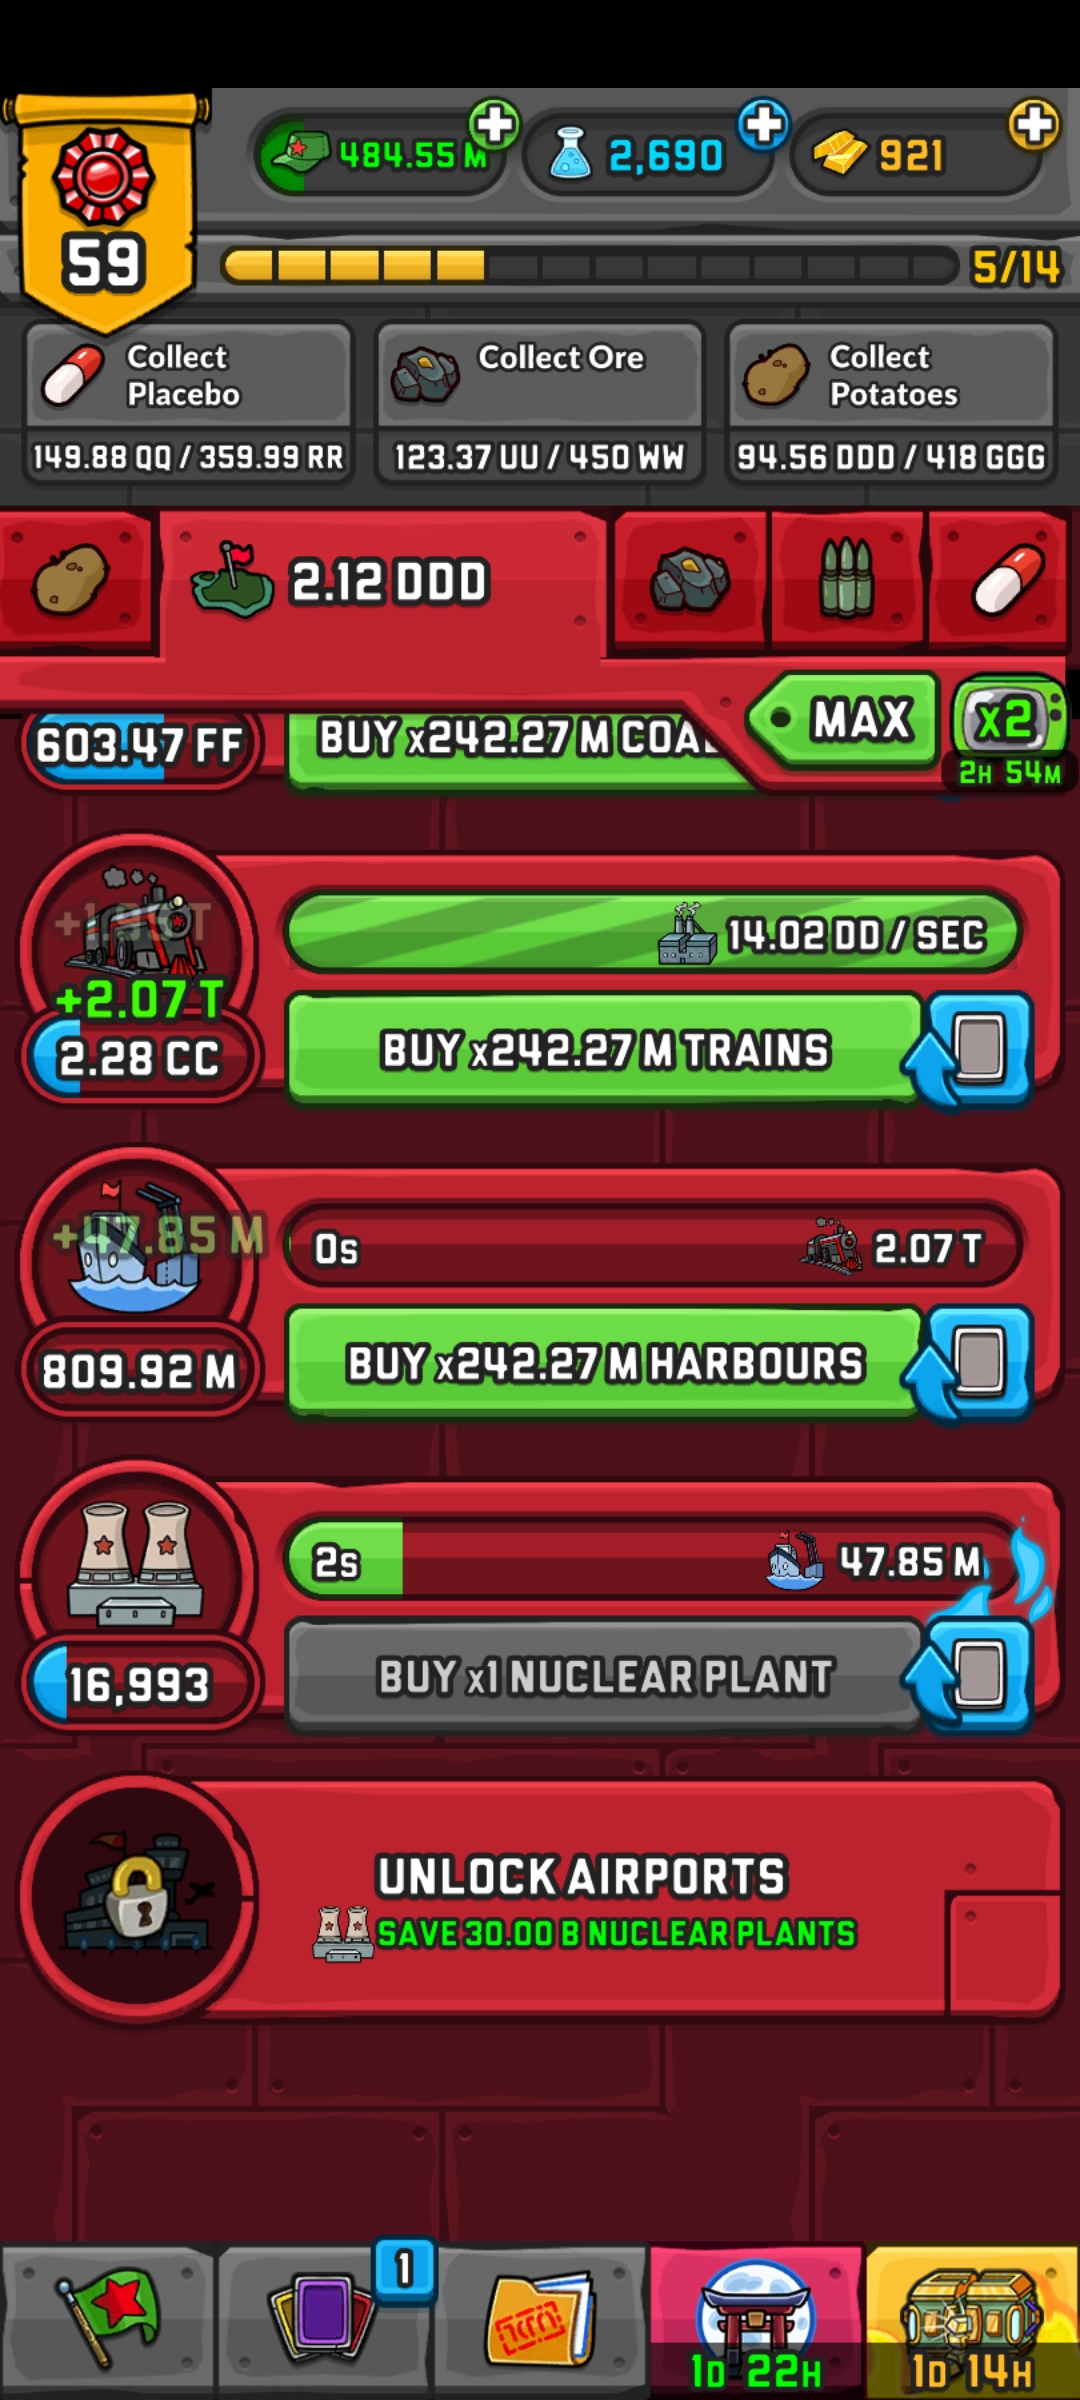 484.55 M
2,690
921
59
5/14
Collect
Placebo
149.88 QQ / 359.99 RR
Collect Ore
123.37 UU / 450 WW
Collect
Potatoes
94.56 DDD / 418 GGG
2.12 DDD
MAX
x2
2H 54M
603.47 FF
BUY x242.27 M
14.02 DD / SEC
+2.07 T
2.28 CC
BUY x242.27 M TRAINS
+47.85 M
0s
2.07 T
809.92 M
BUY x242.27 M HARBOURS
2s
47.85 M
16,993
BUY x1 NUCLEAR PLANT
UNLOCK AIRPORTS
SAVE 30.00 B NUCLEAR PLANTS
1
1D 22H
1D 14H